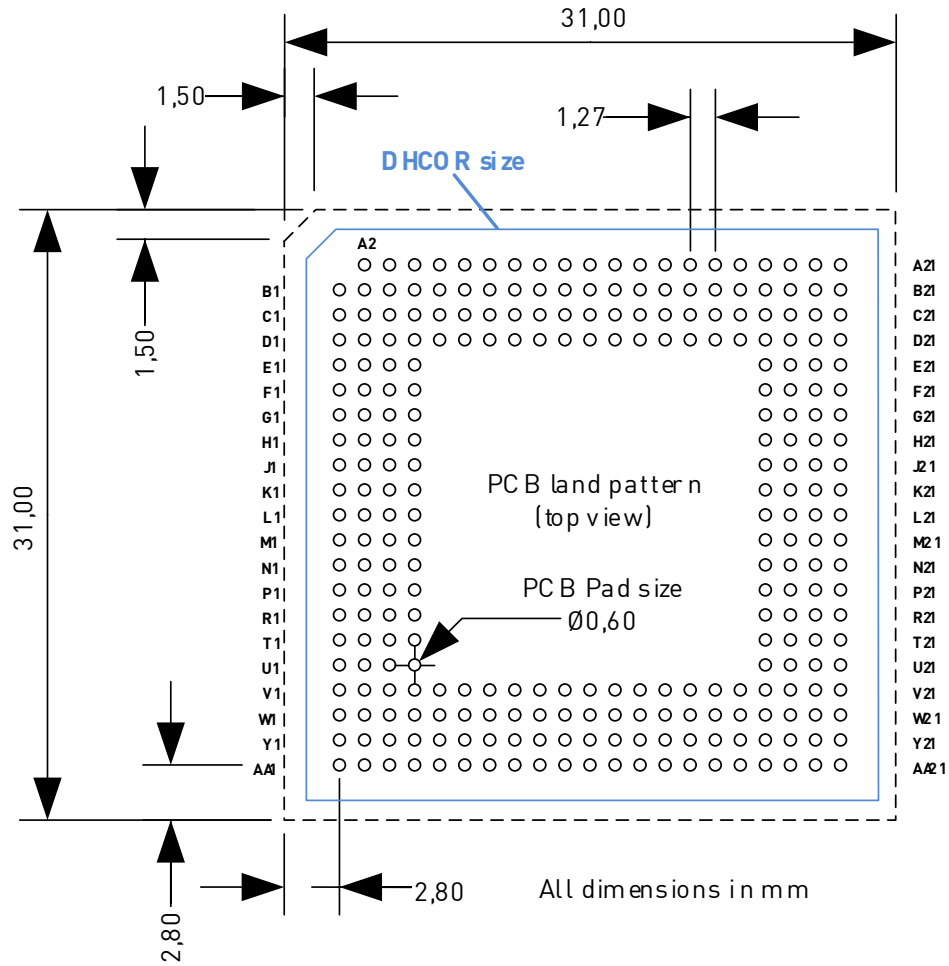 31,00
1,50
1,27
DHCOR size
A2
A21
B1
B21
C1
C21
D1
D21
1,50
E1
E21
F1
F21
G1
G21
H1
H21
J1
J21
K1
K21
PCB land pattern
(top view)
L1
L21
31,00
M1
M21
N1
N21
P1
P21
PCB Pad size
Ø0,60
R1
R21
T1
T21
U1
U21
V1
V21
W1
W21
Y1
Y21
AA1
AA21
2,80
2,80
All dimensions in mm